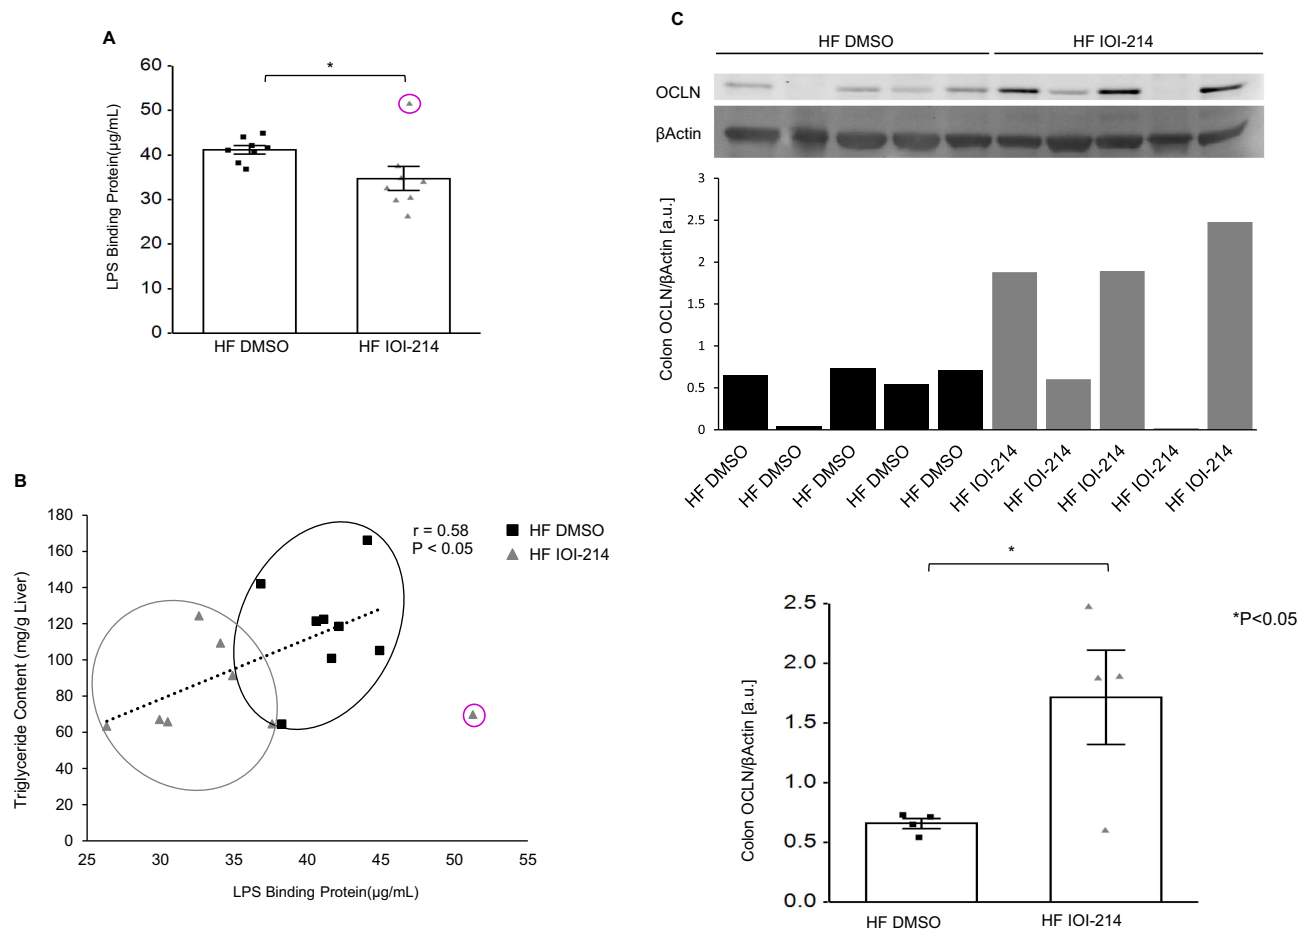 A
*
60
50
40
30
20
10
0
LPS Binding Protein(µg/mL)
HF DMSO
HF IOI-214
B
180
160
140
120
100
80
60
40
20
0
Triglyceride Content (mg/g Liver)
r = 0.58
P < 0.05
HF DMSO
HF IOI-214
25
30
35
40
45
50
55
LPS Binding Protein(µg/mL)
C
HF DMSO
HF IOI-214
OCLN
βActin
3
2.5
2
1.5
1
0.5
0
Colon OCLN/βActin [a.u.]
HF DMSO
HF DMSO
HF DMSO
HF DMSO
HF DMSO
HF IOI-214
HF IOI-214
HF IOI-214
HF IOI-214
HF IOI-214
*
*P<0.05
2.5
2.0
1.5
1.0
0.5
0.0
Colon OCLN/βActin [a.u.]
HF DMSO
HF IOI-214